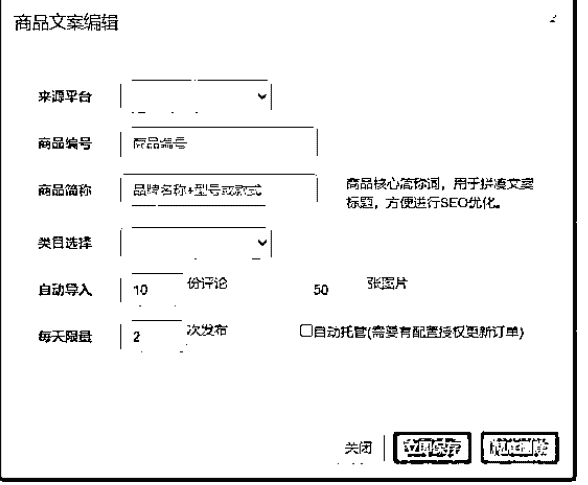 商品文案编辑
来源平台
商品编号 商品编号
商品简称 品牌名称+型号或款式 商品核心简称词，用于拼凑文案
标题，方便进行SEO优化。
类目选择
自动导入 10 份评论 50 张图片
每天限量 2 次发布 自动托管(需要有配置授权更新订单)
关闭 立即保存